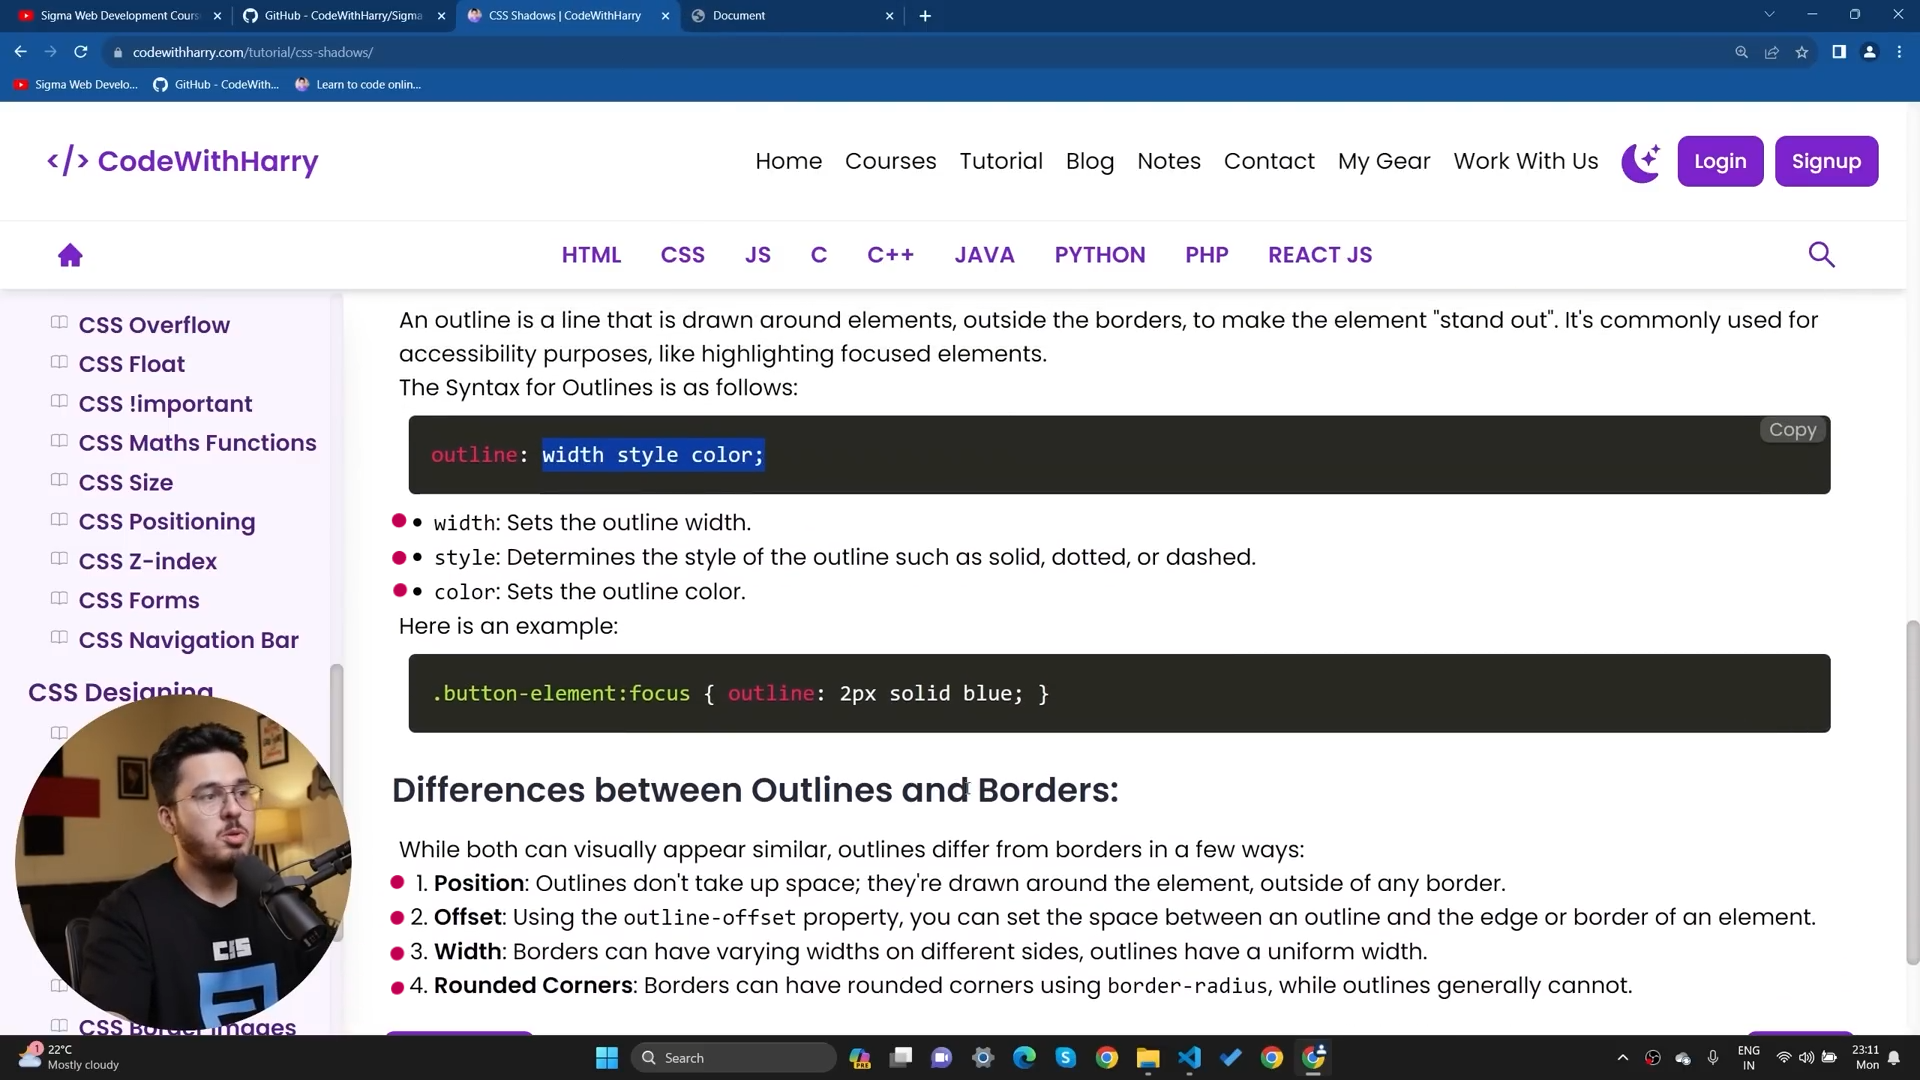 Sigma Web Development Cours
GitHub - CodeWithHarry/Sigma
CSS Shadows | CodeWithHarry
Document
codewithharry.com/tutorial/css-shadows/
Sigma Web Develo...
GitHub - CodeWith...
Learn to code onlin...
</> CodeWithHarry
Home
Courses
Tutorial
Blog
Notes
Contact
My Gear
Work With Us
Login
Signup
HTML
CSS
JS
C
C++
JAVA
PYTHON
PHP
REACT JS
CSS Overflow
CSS Float
CSS !important
CSS Maths Functions
CSS Size
CSS Positioning
CSS Z-index
CSS Forms
CSS Navigation Bar
CSS Designing
CSS Border Images
An outline is a line that is drawn around elements, outside the borders, to make the element "stand out". It's commonly used for
accessibility purposes, like highlighting focused elements.
The Syntax for Outlines is as follows:
Copy
outline: width style color;
• width: Sets the outline width.
• style: Determines the style of the outline such as solid, dotted, or dashed.
• color: Sets the outline color.
Here is an example:
.button-element:focus { outline: 2px solid blue; }
Differences between Outlines and Borders:
While both can visually appear similar, outlines differ from borders in a few ways:
1. Position: Outlines don't take up space; they're drawn around the element, outside of any border.
2. Offset: Using the outline-offset property, you can set the space between an outline and the edge or border of an element.
3. Width: Borders can have varying widths on different sides, outlines have a uniform width.
4. Rounded Corners: Borders can have rounded corners using border-radius, while outlines generally cannot.
1
22°C
Mostly cloudy
Search
PRE
ENG
IN
23:11
Mon